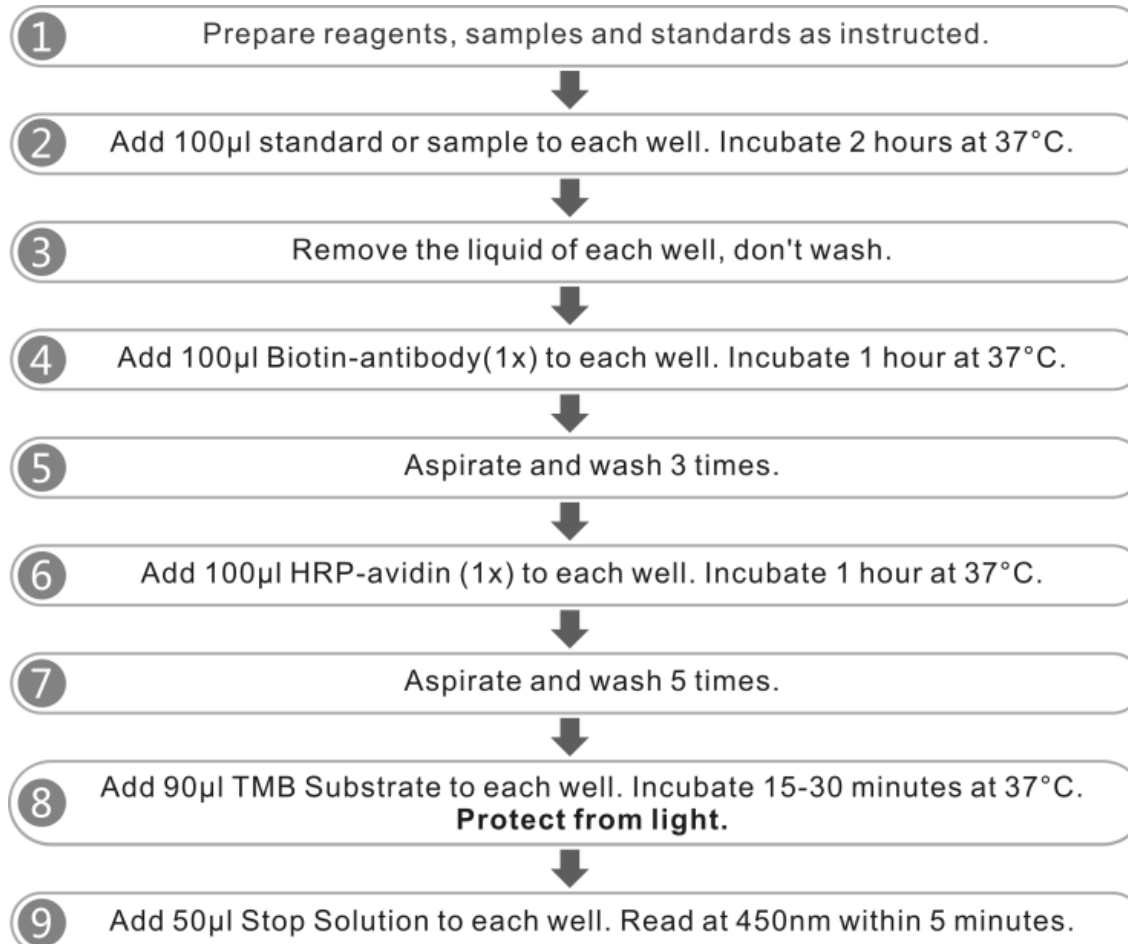 1 Prepare reagents, samples and standards as instructed.
2 Add 100μl standard or sample to each well. Incubate 2 hours at 37°C.
3 Remove the liquid of each well, don't wash.
4 Add 100μl Biotin-antibody(1x) to each well. Incubate 1 hour at 37°C.
5 Aspirate and wash 3 times.
6 Add 100μl HRP-avidin (1x) to each well. Incubate 1 hour at 37°C.
7 Aspirate and wash 5 times.
8 Add 90μl TMB Substrate to each well. Incubate 15-30 minutes at 37°C.
Protect from light.
9 Add 50μl Stop Solution to each well. Read at 450nm within 5 minutes.